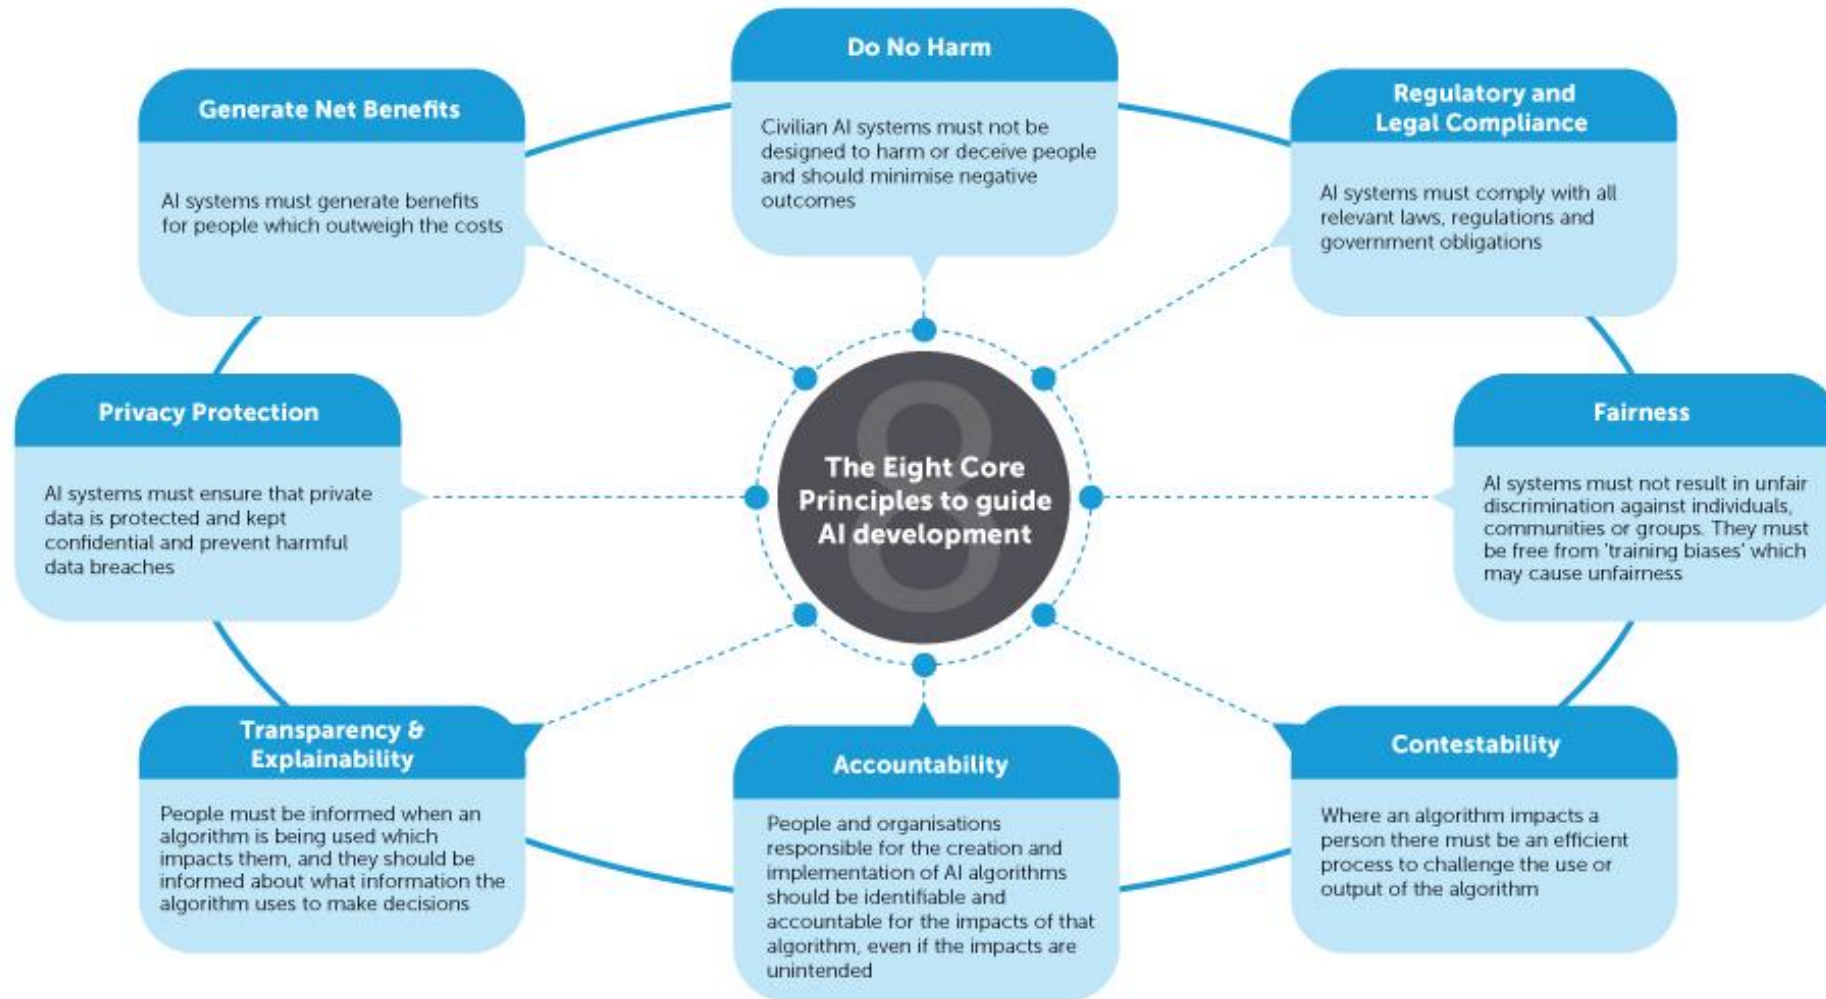 Do No Harm
Civilian AI systems must not be
designed to harm or deceive people
and should minimise negative
outcomes
Generate Net Benefits
AI systems must generate benefits
for people which outweigh the costs
Regulatory and
Legal Compliance
AI systems must comply with all
relevant laws, regulations and
government obligations
Privacy Protection
AI systems must ensure that private
data is protected and kept
confidential and prevent harmful
data breaches
8
The Eight Core
Principles to guide
AI development
Fairness
AI systems must not result in unfair
discrimination against individuals,
communities or groups. They must
be free from 'training biases' which
may cause unfairness
Transparency &
Explainability
People must be informed when an
algorithm is being used which
impacts them, and they should be
informed about what information the
algorithm uses to make decisions
Accountability
People and organisations
responsible for the creation and
implementation of AI algorithms
should be identifiable and
accountable for the impacts of that
algorithm, even if the impacts are
unintended
Contestability
Where an algorithm impacts a
person there must be an efficient
process to challenge the use or
output of the algorithm